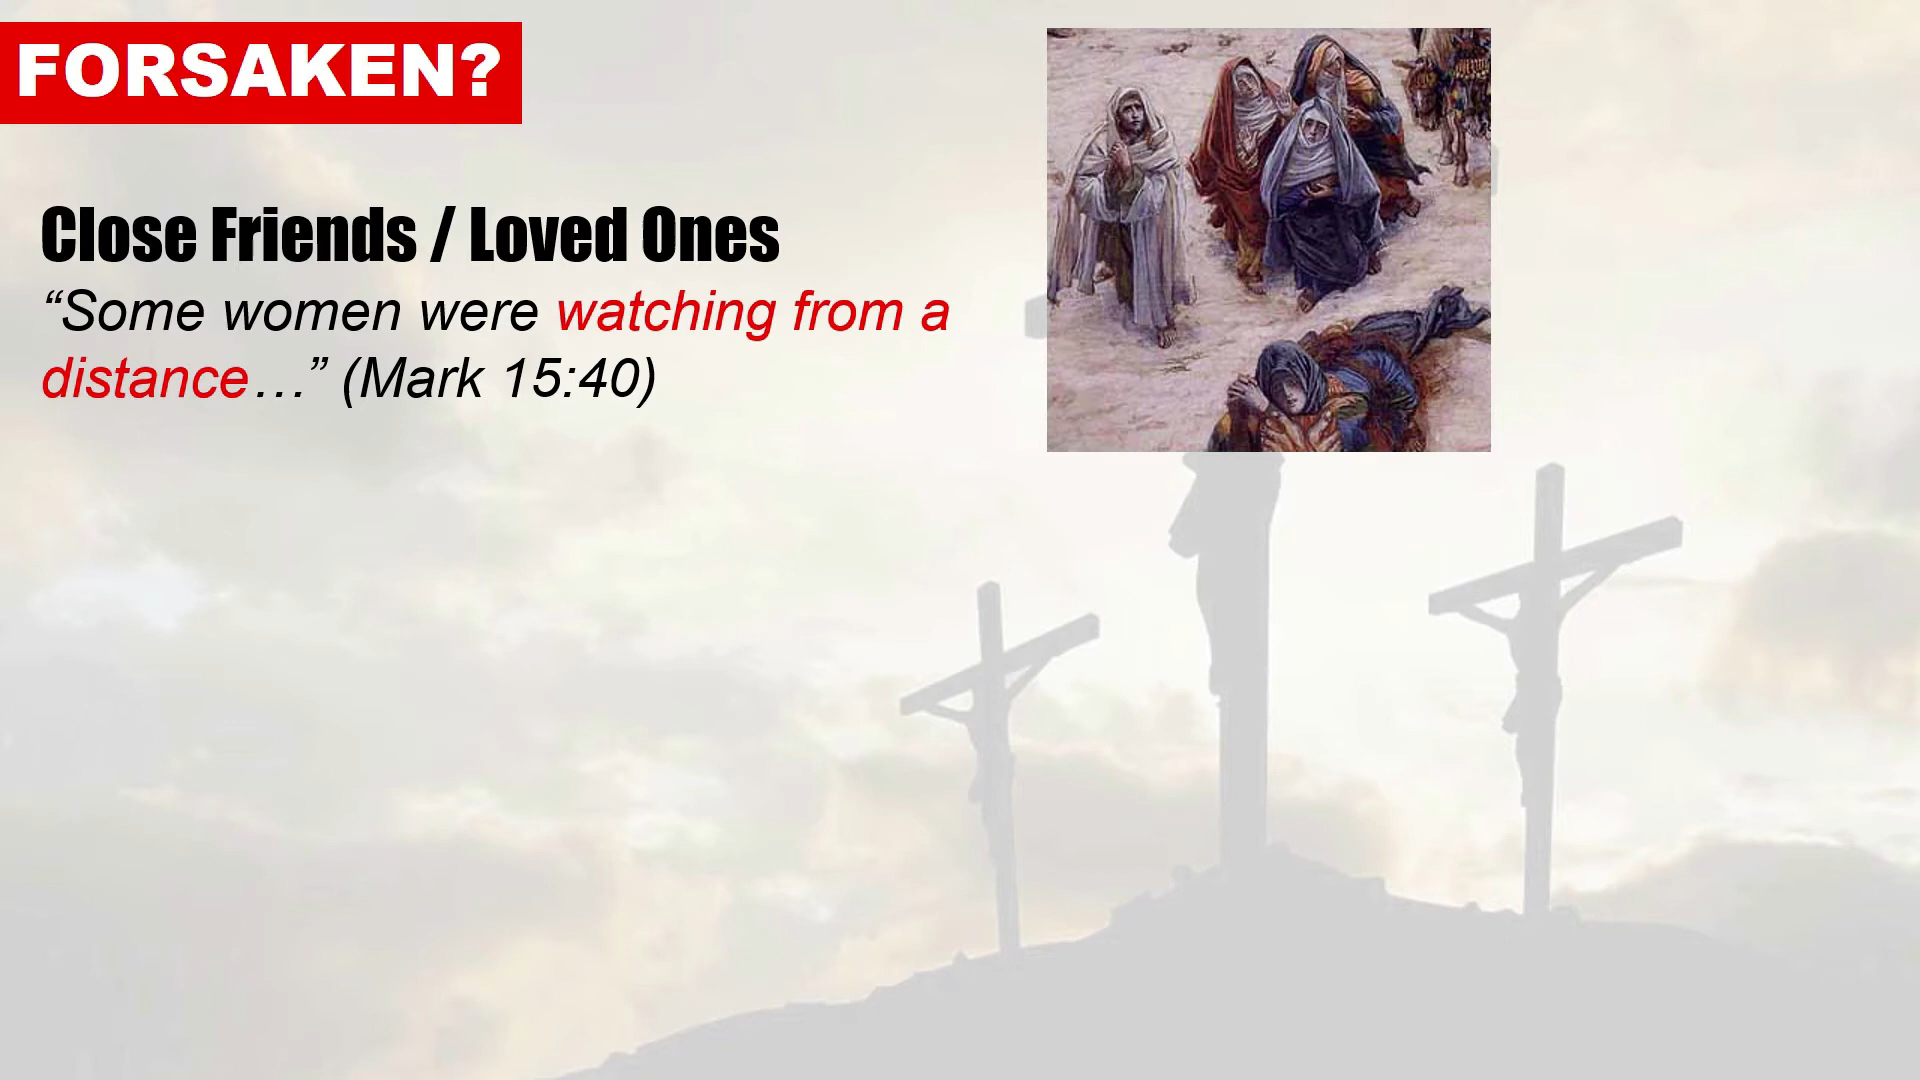 FORSAKEN?
Close Friends / Loved Ones
“Some women were watching from a
distance…” (Mark 15:40)